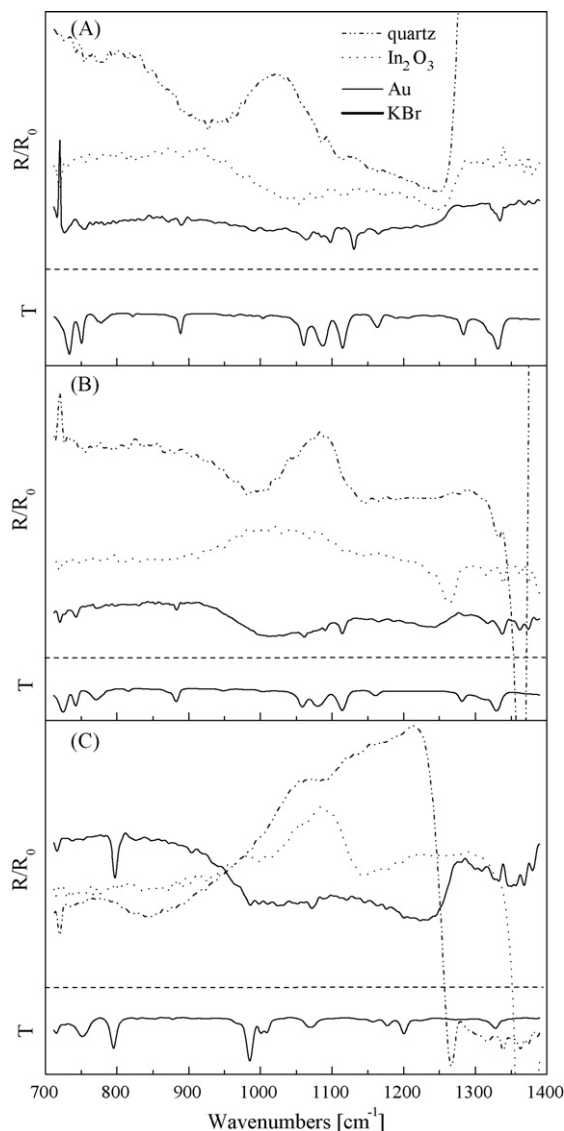 (A)
quartz
In₂O₃
Au
KBr
R/R₀
T
(B)
R/R₀
T
(C)
R/R₀
T
700 800 900 1000 1100 1200 1300 1400
Wavenumbers [cm⁻¹]